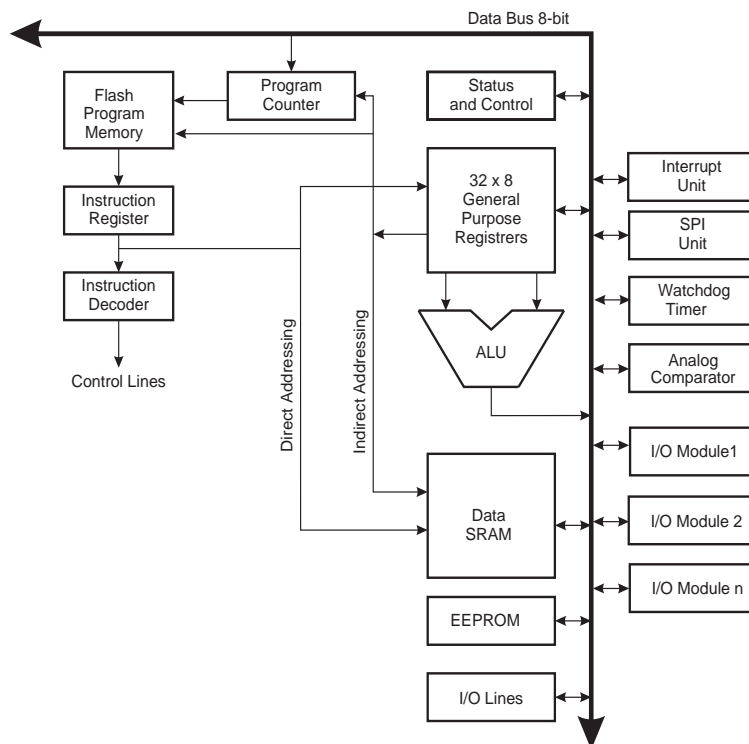 Data Bus 8-bit
Flash
Program
Memory
Program
Counter
Status
and Control
Instruction
Register
32 x 8
General
Purpose
Registrers
Interrupt
Unit
SPI
Unit
Instruction
Decoder
Watchdog
Timer
ALU
Control Lines
Direct Addressing
Indirect Addressing
Analog
Comparator
I/O Module1
Data
SRAM
I/O Module 2
I/O Module n
EEPROM
I/O Lines